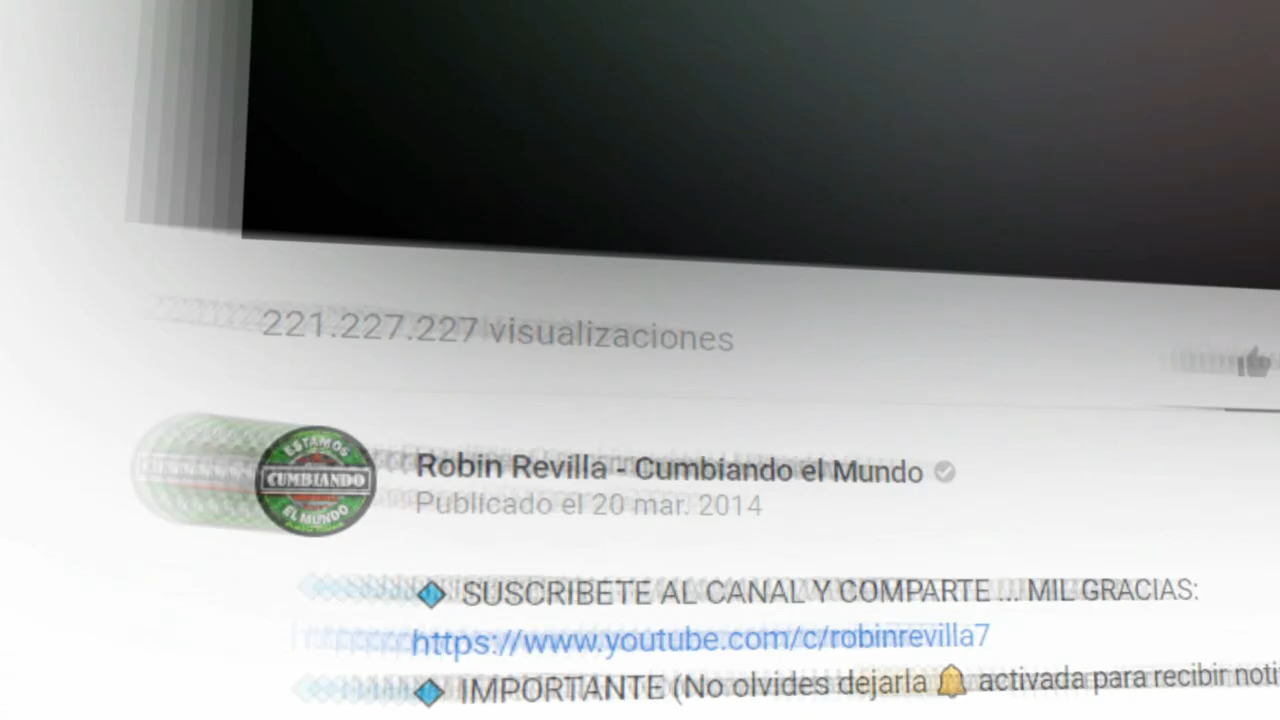 221.227.227 visualizaciones
ESTAMOS
CUMBIANDO
EL MUNDO
Robin Revilla - Cumbiando el Mundo
Publicado el 20 mar. 2014
SUSCRIBETE AL CANAL Y COMPARTE ... MIL GRACIAS:
https://www.youtube.com/c/robinrevilla7
IMPORTANTE (No olvides dejarla 🔔 activada para recibir noti